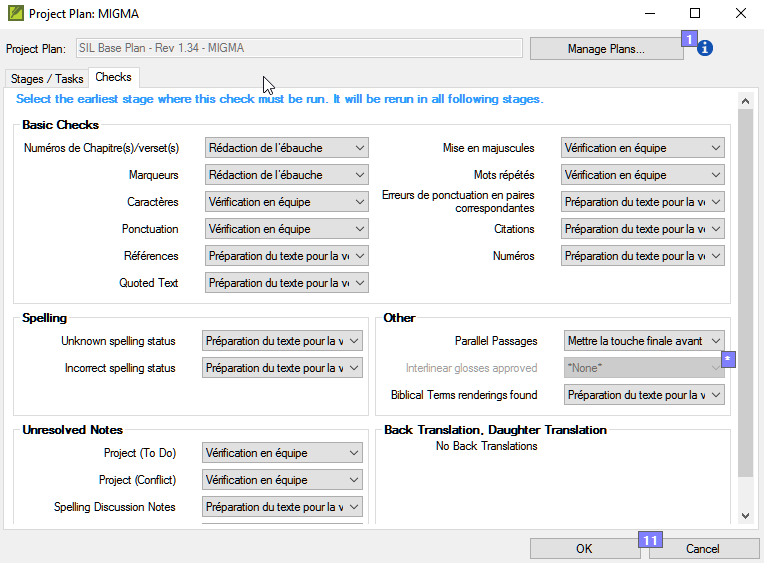 Project Plan: MIGMA
Project Plan: SIL Base Plan - Rev 1.34 - MIGMA Manage Plans... 1 i
Stages / Tasks Checks
Select the earliest stage where this check must be run. It will be rerun in all following stages.
Basic Checks
Numéros de Chapitre(s)/verset(s) Rédaction de l'ébauche
Marqueurs Rédaction de l'ébauche
Caractères Vérification en équipe
Ponctuation Vérification en équipe
Références Préparation du texte pour la vé
Quoted Text Préparation du texte pour la vé
Mise en majuscules Vérification en équipe
Mots répétés Vérification en équipe
Erreurs de ponctuation en paires
correspondantes Préparation du texte pour la vé
Citations Préparation du texte pour la vé
Numéros Préparation du texte pour la vé
Spelling
Unknown spelling status Préparation du texte pour la v
Incorrect spelling status Préparation du texte pour la v
Other
Parallel Passages Mettre la touche finale avant
Interlinear glosses approved *None* *
Biblical Terms renderings found Préparation du texte pour la v
Unresolved Notes
Project (To Do) Vérification en équipe
Project (Conflict) Vérification en équipe
Spelling Discussion Notes Préparation du texte pour la v
Back Translation, Daughter Translation
No Back Translations
OK 11 Cancel